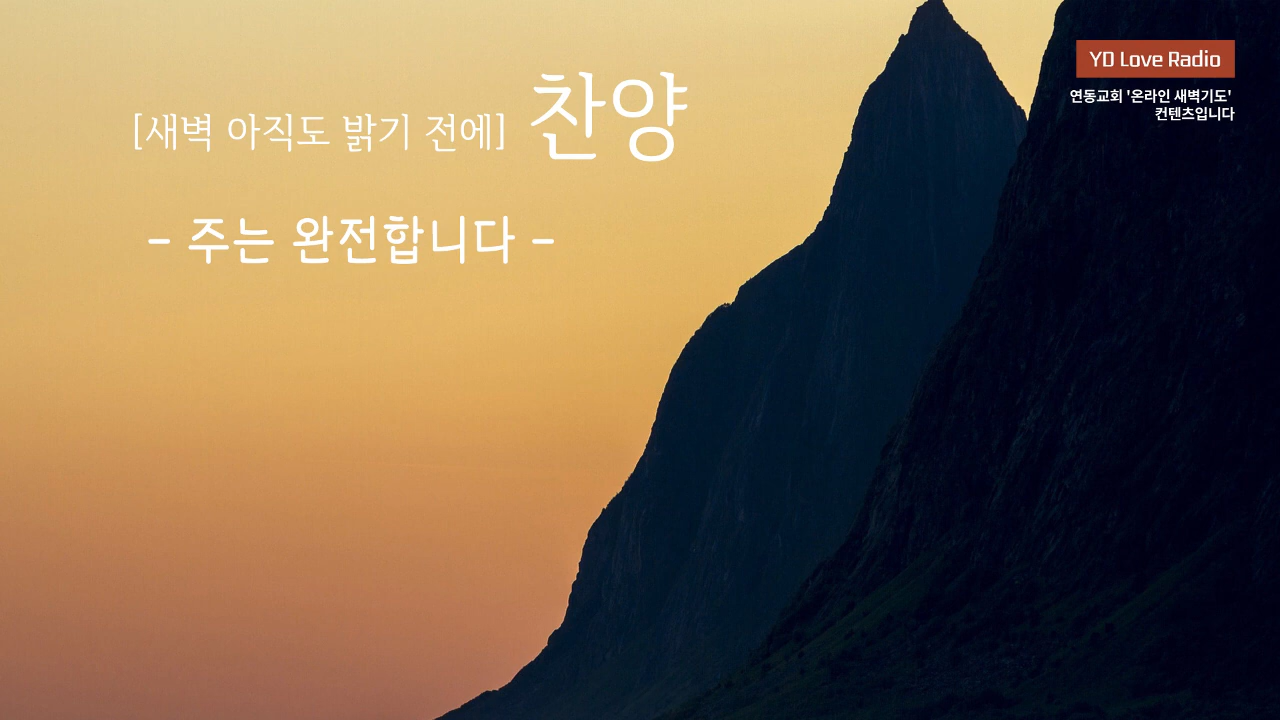 [새벽 아직도 밝기 전에] 찬양
- 주는 완전합니다 -
YD Love Radio
연동교회 '온라인 새벽기도'
컨텐츠입니다